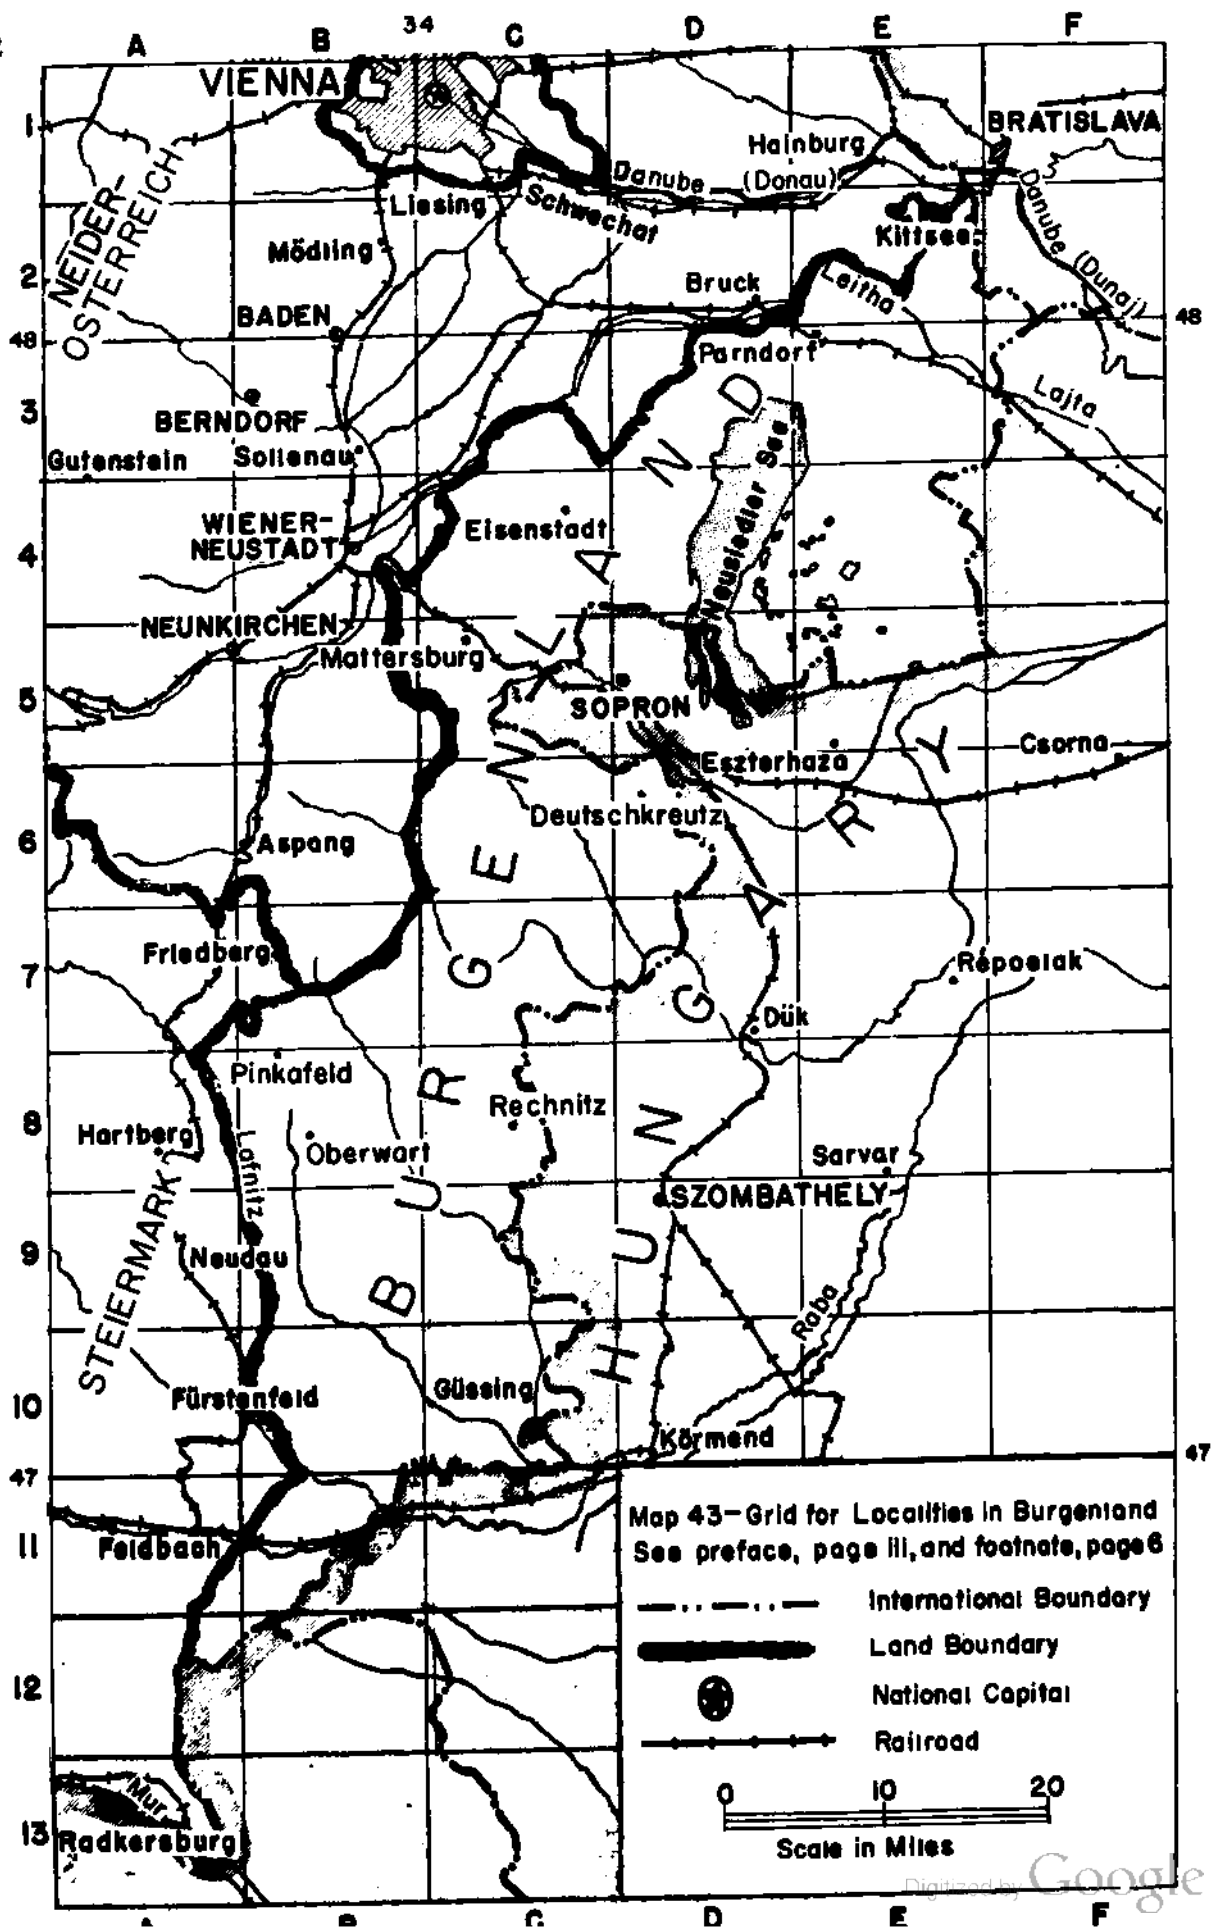 34
A
B
C
D
E
F
VIENNA
1
BRATISLAVA
Hainburg
Danube
(Donau)
Liesing
Schwechat
NEIDER-
OSTERREICH
Danube (Dunaj)
Kittsee
Mödling
2
Bruck
Leitha
BADEN
48
48
Parndorf
Lajta
3
BERNDORF
Sollenau
Gutenstein
Neusiedler See
WIENER-
NEUSTADT
Eisenstadt
4
NEUNKIRCHEN
Mattersburg
5
SOPRON
Csorna
Eszterhaza
Deutschkreutz
6
Aspang
Friedberg
7
Repoelak
Dük
Pinkafeld
Rechnitz
8
Hartberg
Oberwart
Lafnitz
Sarvar
SZOMBATHELY
STEIERMARK
9
Neudau
BURGENLAND
HUNGARY
Raba
Fürstenfeld
Güssing
10
Körmend
47
47
Map 43—Grid for Localities in Burgenland
See preface, page iii, and footnote, page 6
Feldbach
11
International Boundary
Land Boundary
12
National Capital
Railroad
0 10 20
Scale in Miles
Mur
13
Radkersburg
Digitized by Google
A
B
C
D
E
F